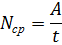 N_cp = A/t